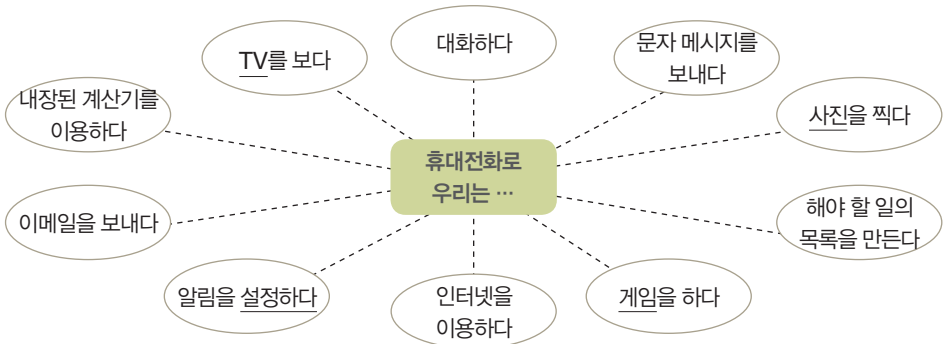 대화하다
TV를 보다
문자 메시지를
보내다
내장된 계산기를
이용하다
사진을 찍다
휴대전화로
우리는 …
이메일을 보내다
해야 할 일의
목록을 만든다
알림을 설정하다
인터넷을
이용하다
게임을 하다